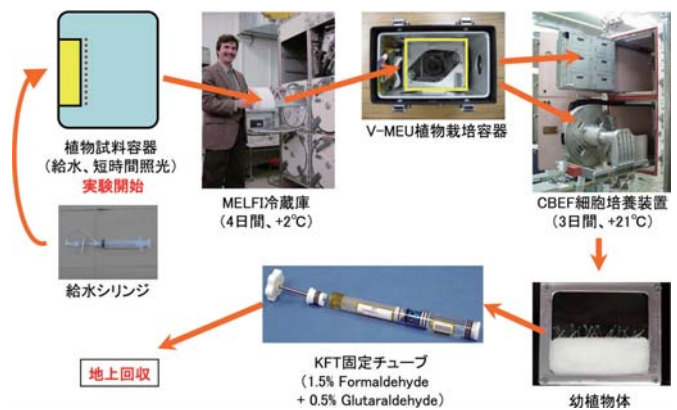 植物試料容器
(給水、短時間照光)
実験開始
給水シリンジ
MELFI冷蔵庫
(4日間、+2℃)
V-MEU植物栽培容器
CBEF細胞培養装置
(3日間、+21℃)
幼植物体
KFT固定チューブ
(1.5% Formaldehyde
+ 0.5% Glutaraldehyde)
地上回収